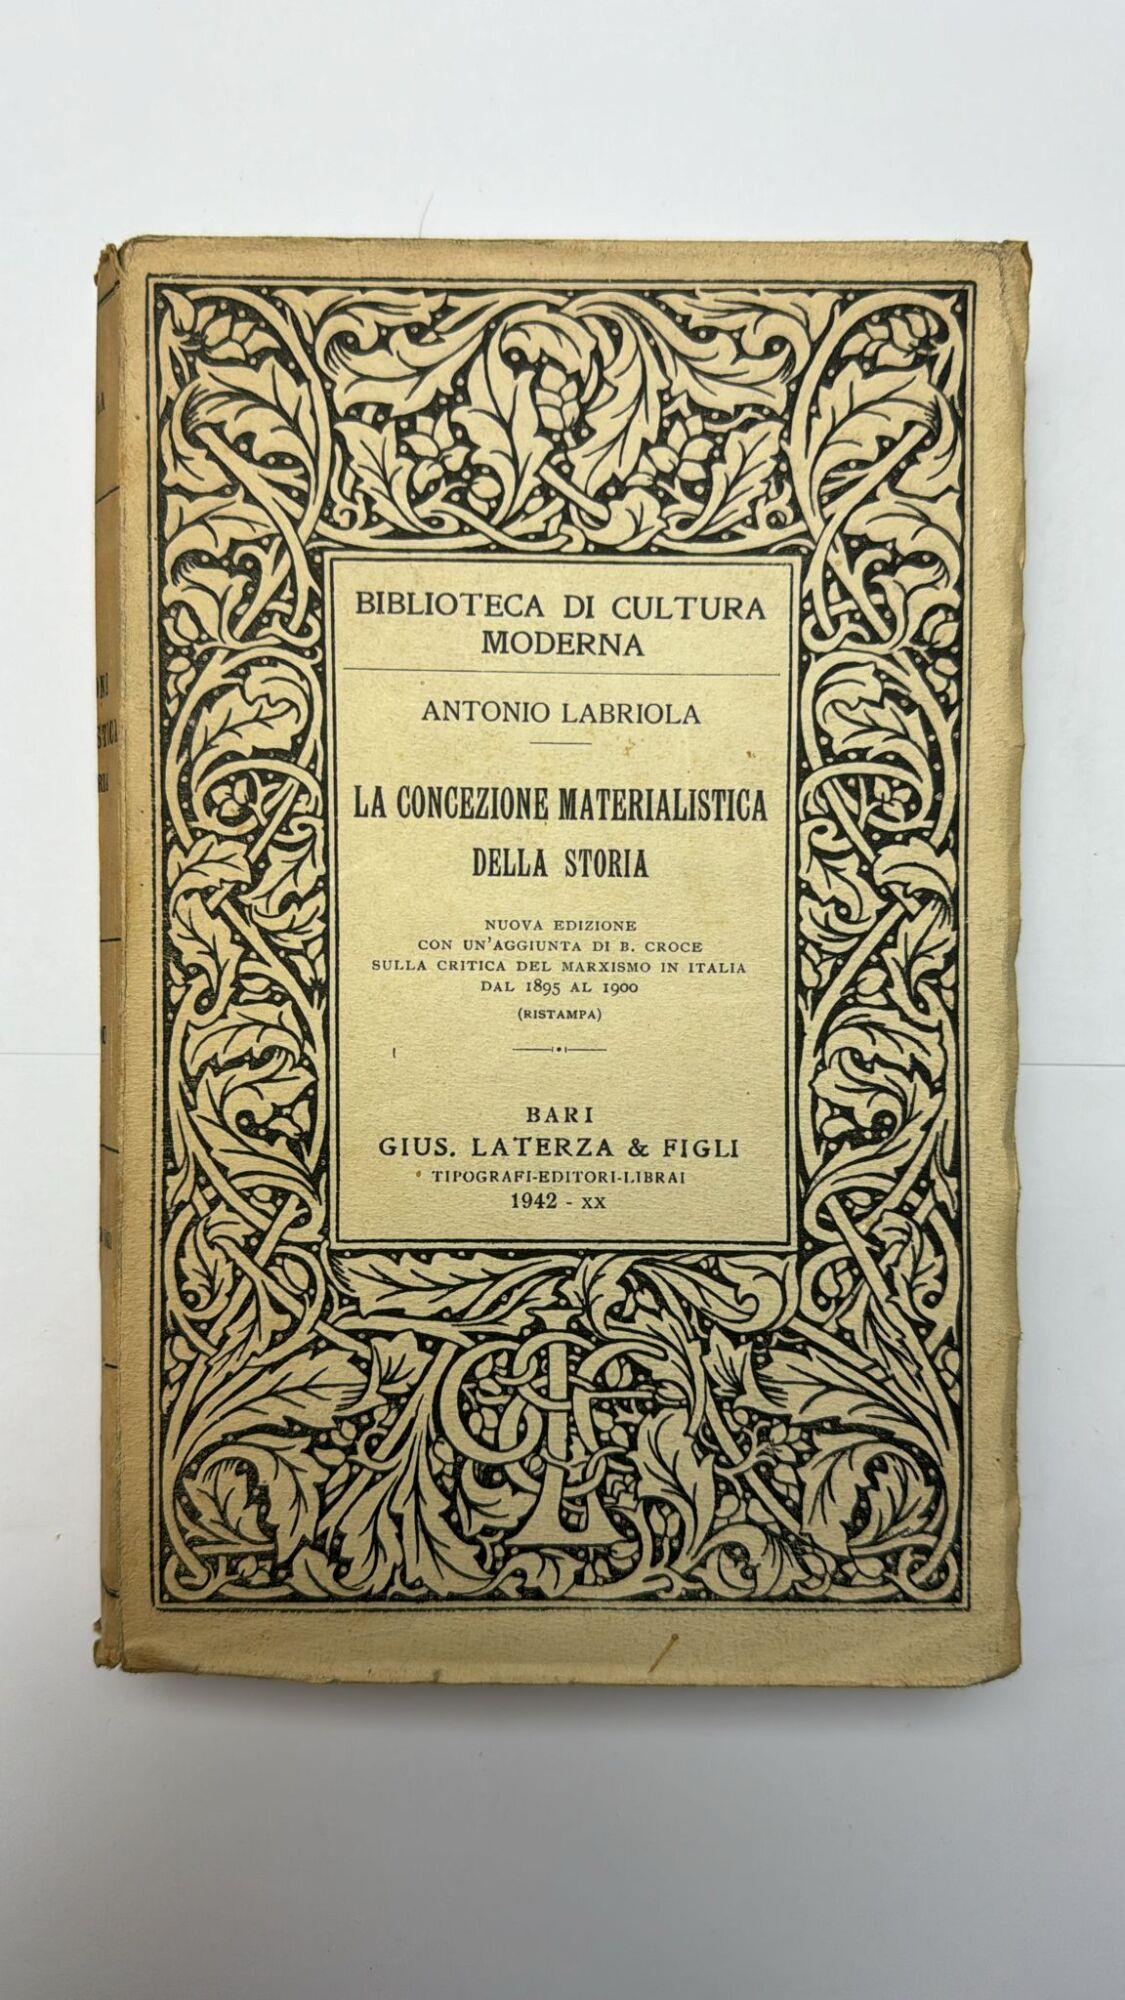 BIBLIOTECA DI CULTURA
MODERNA
ANTONIO LABRIOLA
LA CONCEZIONE MATERIALISTICA
DELLA STORIA
NUOVA EDIZIONE
CON UN'AGGIUNTA DI B. CROCE
SULLA CRITICA DEL MARXISMO IN ITALIA
DAL 1895 AL 1900
(RISTAMPA)
BARI
GIUS. LATERZA & FIGLI
TIPOGRAFI-EDITORI-LIBRAI
1942 - XX